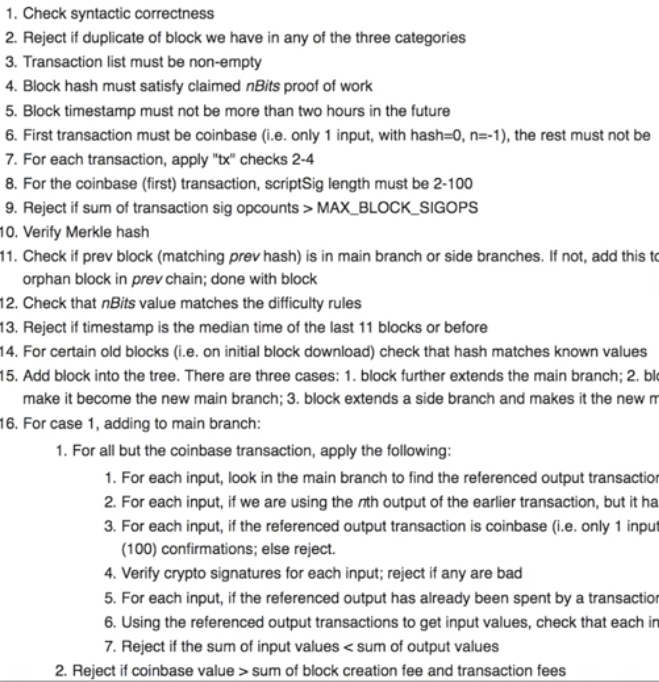 1. Check syntactic correctness
2. Reject if duplicate of block we have in any of the three categories
3. Transaction list must be non-empty
4. Block hash must satisfy claimed nBits proof of work
5. Block timestamp must not be more than two hours in the future
6. First transaction must be coinbase (i.e. only 1 input, with hash=0, n=-1), the rest must not be
7. For each transaction, apply "tx" checks 2-4
8. For the coinbase (first) transaction, scriptSig length must be 2-100
9. Reject if sum of transaction sig opcounts > MAX_BLOCK_SIGOPS
10. Verify Merkle hash
11. Check if prev block (matching prev hash) is in main branch or side branches. If not, add this to
orphan block in prev chain; done with block
12. Check that nBits value matches the difficulty rules
13. Reject if timestamp is the median time of the last 11 blocks or before
14. For certain old blocks (i.e. on initial block download) check that hash matches known values
15. Add block into the tree. There are three cases: 1. block further extends the main branch; 2. blo
make it become the new main branch; 3. block extends a side branch and makes it the new m
16. For case 1, adding to main branch:
1. For all but the coinbase transaction, apply the following:
1. For each input, look in the main branch to find the referenced output transaction
2. For each input, if we are using the nth output of the earlier transaction, but it ha
3. For each input, if the referenced output transaction is coinbase (i.e. only 1 input
(100) confirmations; else reject.
4. Verify crypto signatures for each input; reject if any are bad
5. For each input, if the referenced output has already been spent by a transaction
6. Using the referenced output transactions to get input values, check that each in
7. Reject if the sum of input values < sum of output values
2. Reject if coinbase value > sum of block creation fee and transaction fees